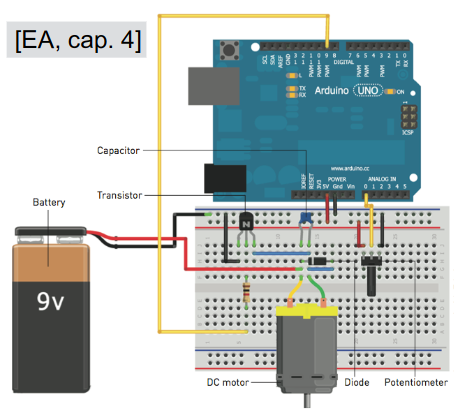 [EA, cap. 4]
SCL
SDA
AREF
GND
13
12
PWM 11
PWM 10
PWM 9
8
7
PWM 6
PWM 5
4
PWM 3
2
1
0
DIGITAL
TX
RX
L
TX
RX
Arduino UNO
ON
ICSP
1
www.arduino.cc
IOREF
RESET
3V3
5V
Gnd
Vin
POWER
ANALOG IN
0 1 2 3 4 5
Capacitor
Transistor
Battery
N
9v
DC motor
Diode
Potentiometer